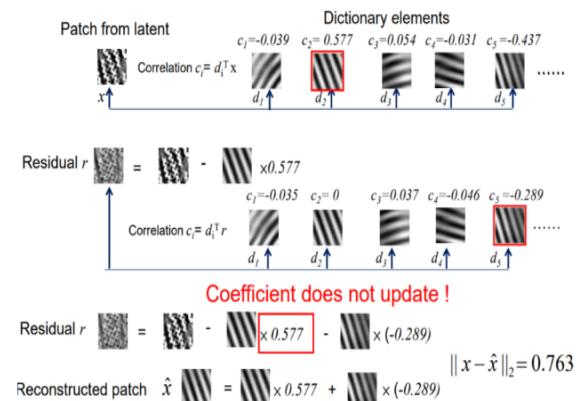 Patch from latent
Dictionary elements
c₁=-0.039 c₂= 0.577 c₃=0.054 c₄=-0.031 c₅=-0.437
Correlation cᵢ= dᵢᵀx
......
x d₁ d₂ d₃ d₄ d₅
Residual r = - ×0.577
c₁=-0.035 c₂= 0 c₃=0.037 c₄=-0.046 c₅=-0.289
Correlation cᵢ= dᵢᵀr
......
d₁ d₂ d₃ d₄ d₅
Coefficient does not update !
Residual r = - × 0.577 - × (-0.289)
|| x − x̂ ||₂ = 0.763
Reconstructed patch x̂ = × 0.577 + × (-0.289)